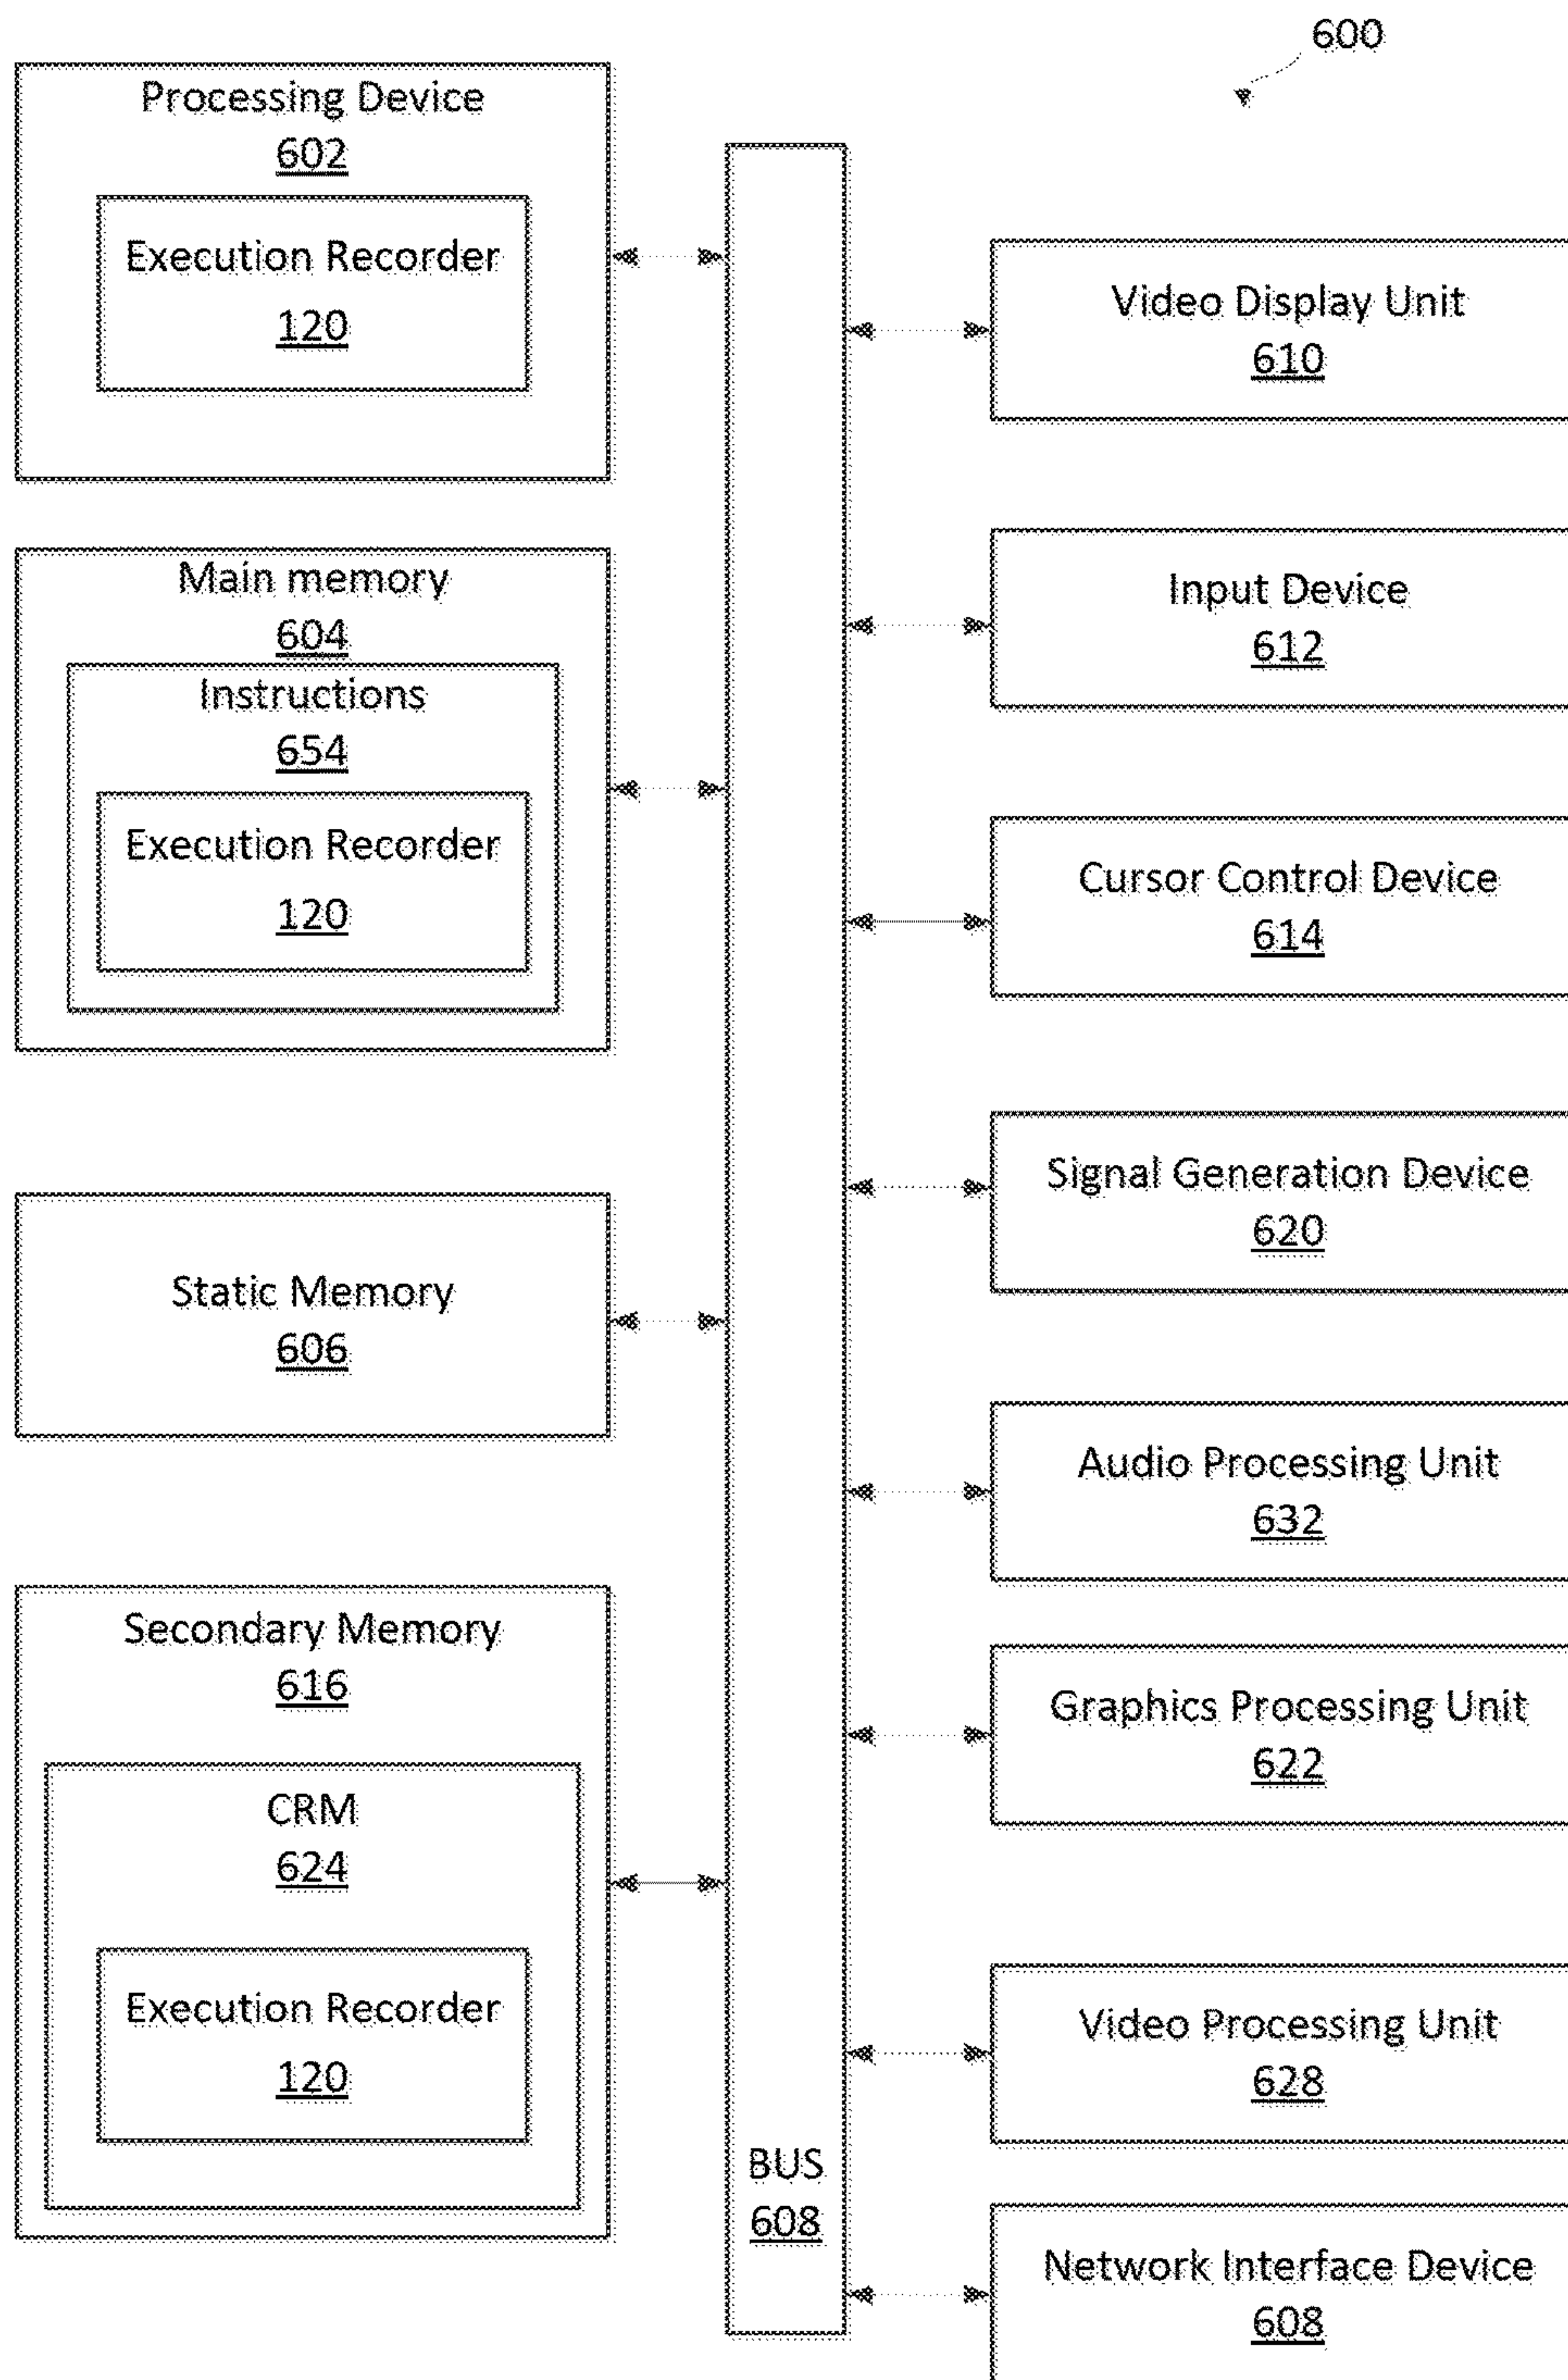 600
Processing Device
602
Execution Recorder
120
Main memory
604
Instructions
654
Execution Recorder
120
Static Memory
606
Secondary Memory
616
CRM
624
Execution Recorder
120
BUS
608
Video Display Unit
610
Input Device
612
Cursor Control Device
614
Signal Generation Device
620
Audio Processing Unit
632
Graphics Processing Unit
622
Video Processing Unit
628
Network Interface Device
608